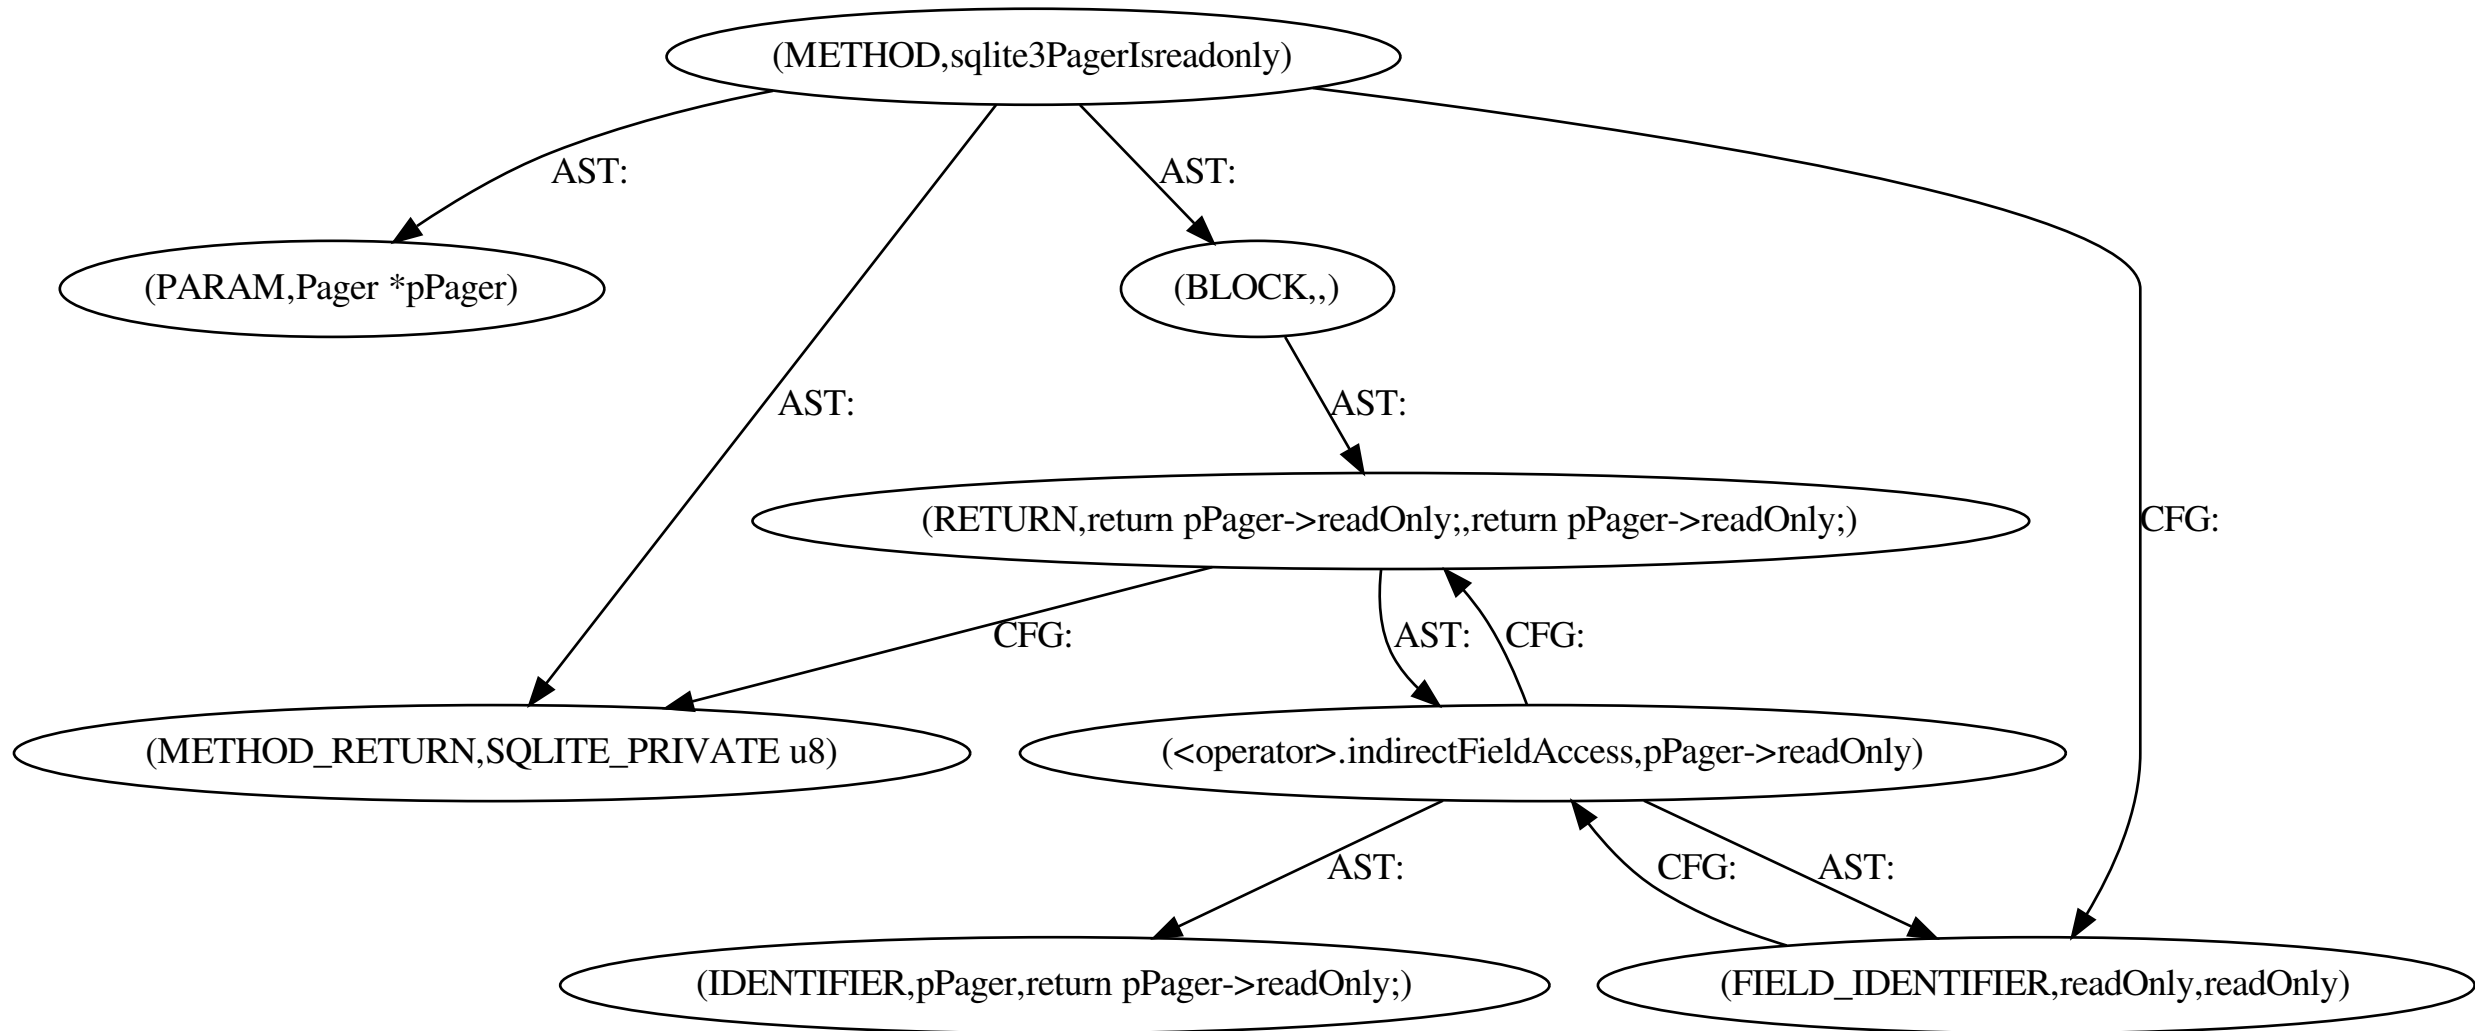 (METHOD,sqlite3PagerIsreadonly)
AST:
AST:
(PARAM,Pager *pPager)
(BLOCK,,)
AST:
AST:
(RETURN,return pPager->readOnly;,return pPager->readOnly;)
CFG:
CFG:
AST:
CFG:
(METHOD_RETURN,SQLITE_PRIVATE u8)
(<operator>.indirectFieldAccess,pPager->readOnly)
AST:
CFG:
AST:
(IDENTIFIER,pPager,return pPager->readOnly;)
(FIELD_IDENTIFIER,readOnly,readOnly)